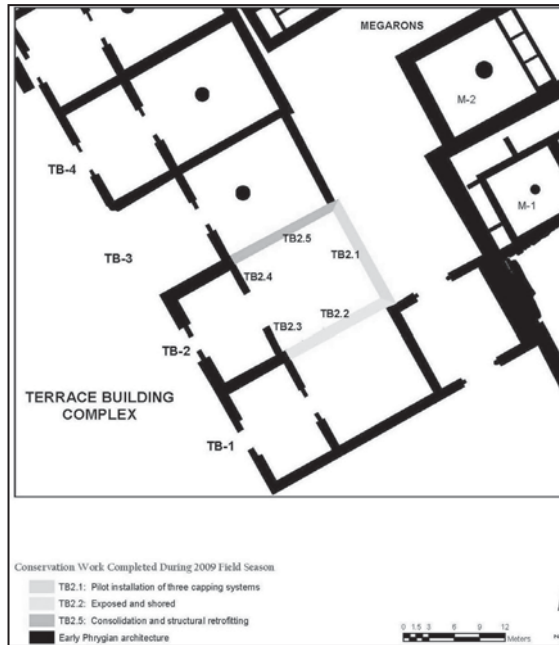 MEGARONS
M-2
M-1
TB-4
TB-3
TB2.5
TB2.1
TB2.4
TB2.3
TB2.2
TB-2
TERRACE BUILDING
COMPLEX
TB-1
Conservation Work Completed During 2009 Field Season
TB2.1: Pilot installation of three capping systems
TB2.2: Exposed and shored
TB2.5: Consolidation and structural retrofitting
Early Phrygian architecture
0 1.5 3 6 9 12
Meters